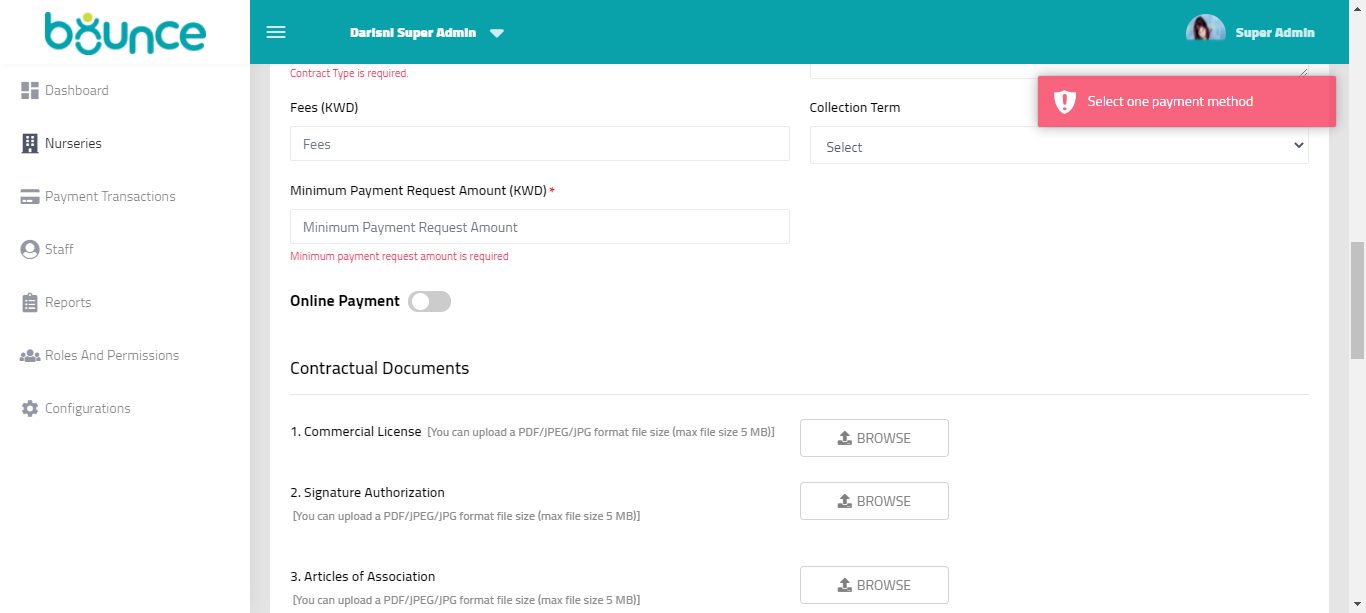 bounce
Darisni Super Admin
Super Admin
Dashboard
Nurseries
Payment Transactions
Staff
Reports
Roles And Permissions
Configurations
Contract Type is required.
Select one payment method
Fees (KWD)
Fees
Collection Term
Select
Minimum Payment Request Amount (KWD)*
Minimum Payment Request Amount
Minimum payment request amount is required
Online Payment
Contractual Documents
1. Commercial License [You can upload a PDF/JPEG/JPG format file size (max file size 5 MB)]
BROWSE
2. Signature Authorization
[You can upload a PDF/JPEG/JPG format file size (max file size 5 MB)]
BROWSE
3. Articles of Association
[You can upload a PDF/JPEG/JPG format file size (max file size 5 MB)]
BROWSE